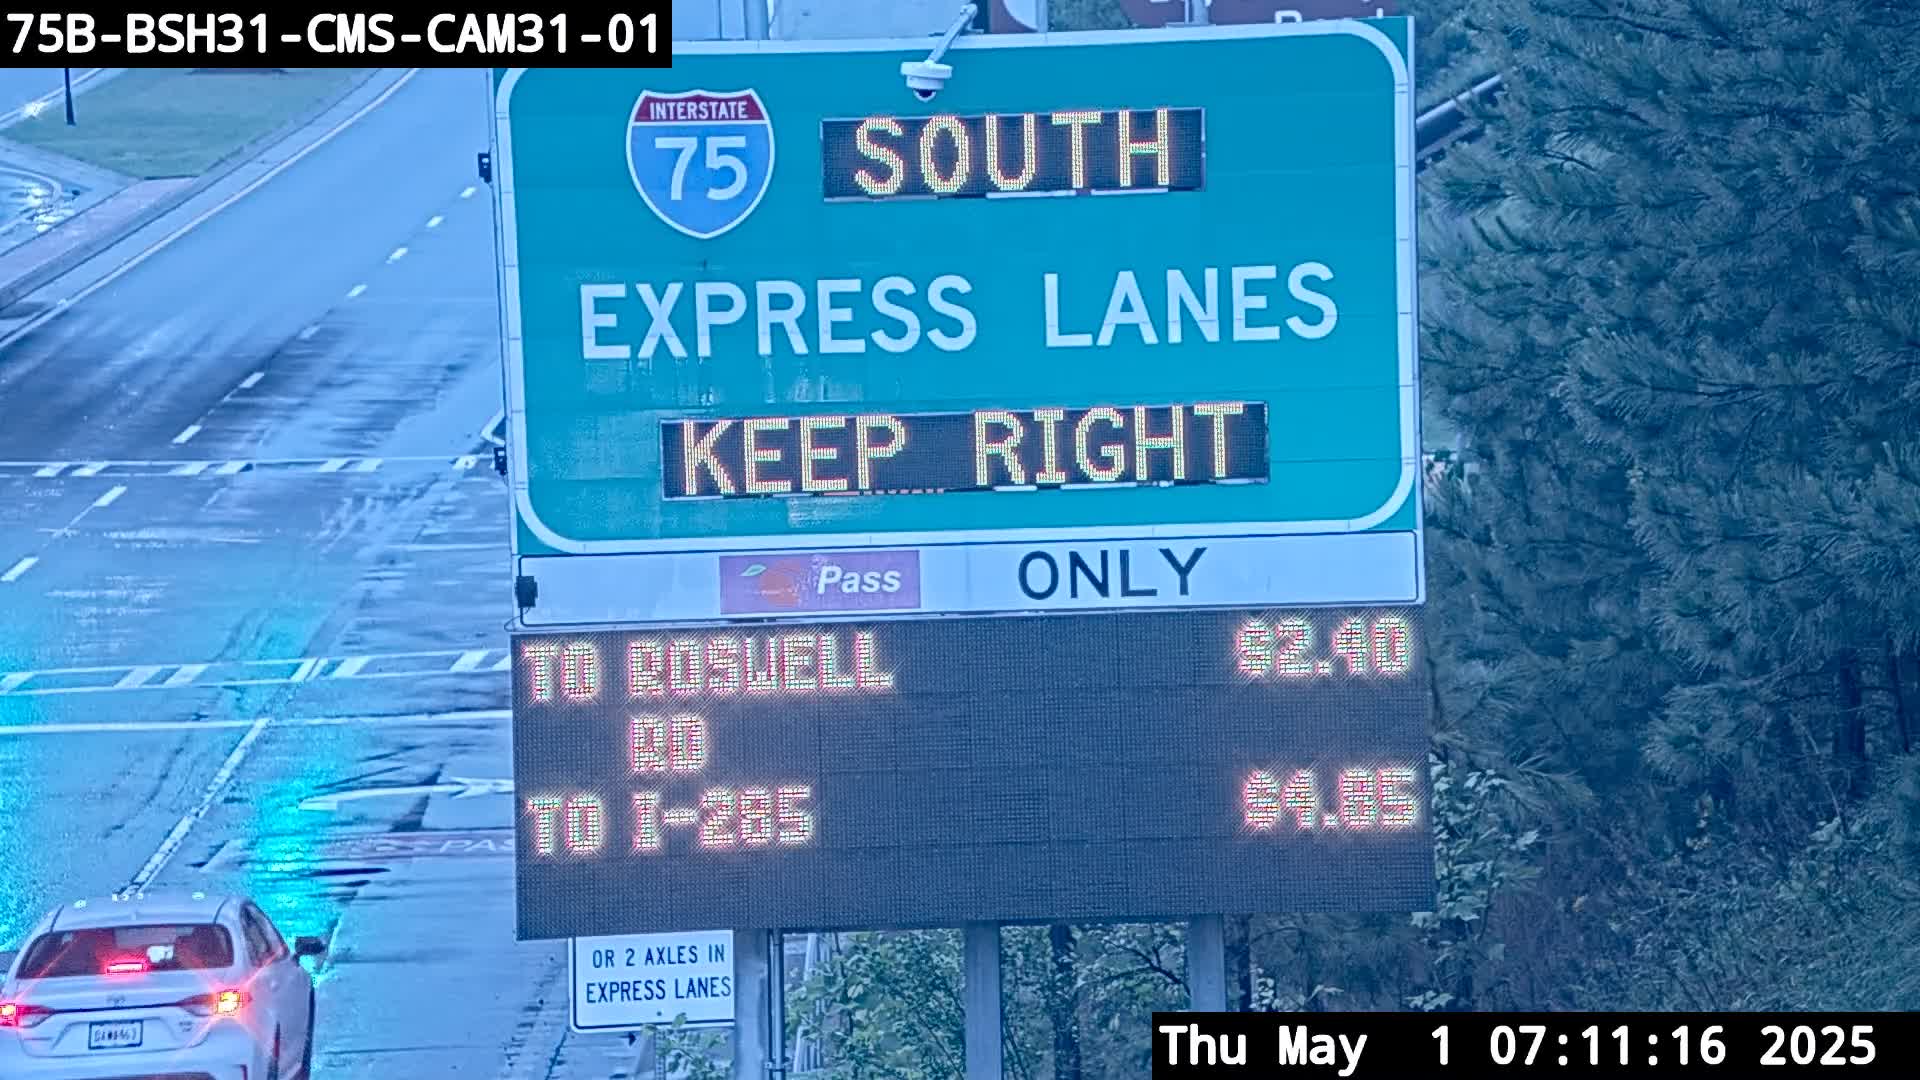 75B-BSH31-CMS-CAM31-01
INTERSTATE
75
SOUTH
EXPRESS LANES
KEEP RIGHT
Pass ONLY
TO ROSWELL $2.40
RD
TO I-285 $4.85
OR 2 AXLES IN
EXPRESS LANES
Thu May 1 07:11:16 2025